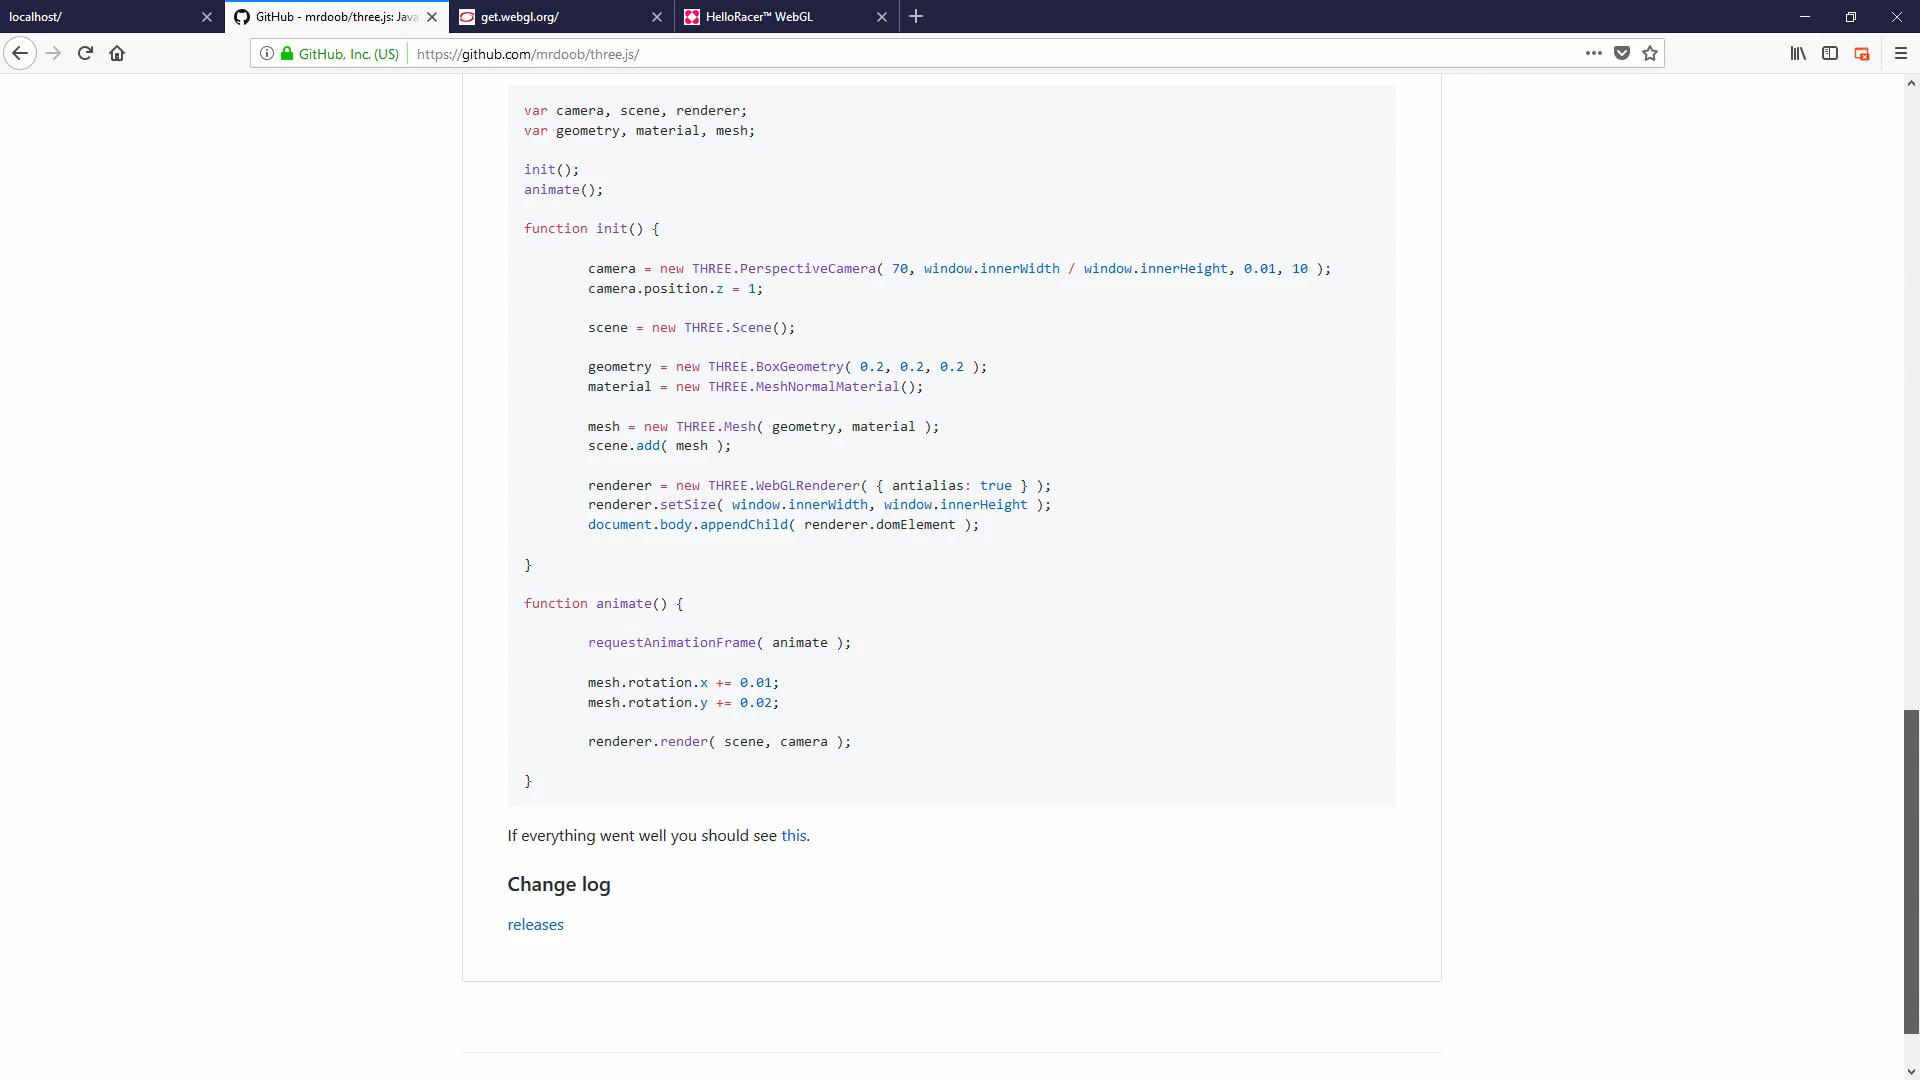 localhost/
GitHub - mrdoob/three.js: Java
get.webgl.org/
HelloRacer™ WebGL
GitHub, Inc. (US)
https://github.com/mrdoob/three.js/
var camera, scene, renderer;
var geometry, material, mesh;
init();
animate();
function init() {
camera = new THREE.PerspectiveCamera( 70, window.innerWidth / window.innerHeight, 0.01, 10 );
camera.position.z = 1;
scene = new THREE.Scene();
geometry = new THREE.BoxGeometry( 0.2, 0.2, 0.2 );
material = new THREE.MeshNormalMaterial();
mesh = new THREE.Mesh( geometry, material );
scene.add( mesh );
renderer = new THREE.WebGLRenderer( { antialias: true } );
renderer.setSize( window.innerWidth, window.innerHeight );
document.body.appendChild( renderer.domElement );
}
function animate() {
requestAnimationFrame( animate );
mesh.rotation.x += 0.01;
mesh.rotation.y += 0.02;
renderer.render( scene, camera );
}
If everything went well you should see this.
Change log
releases